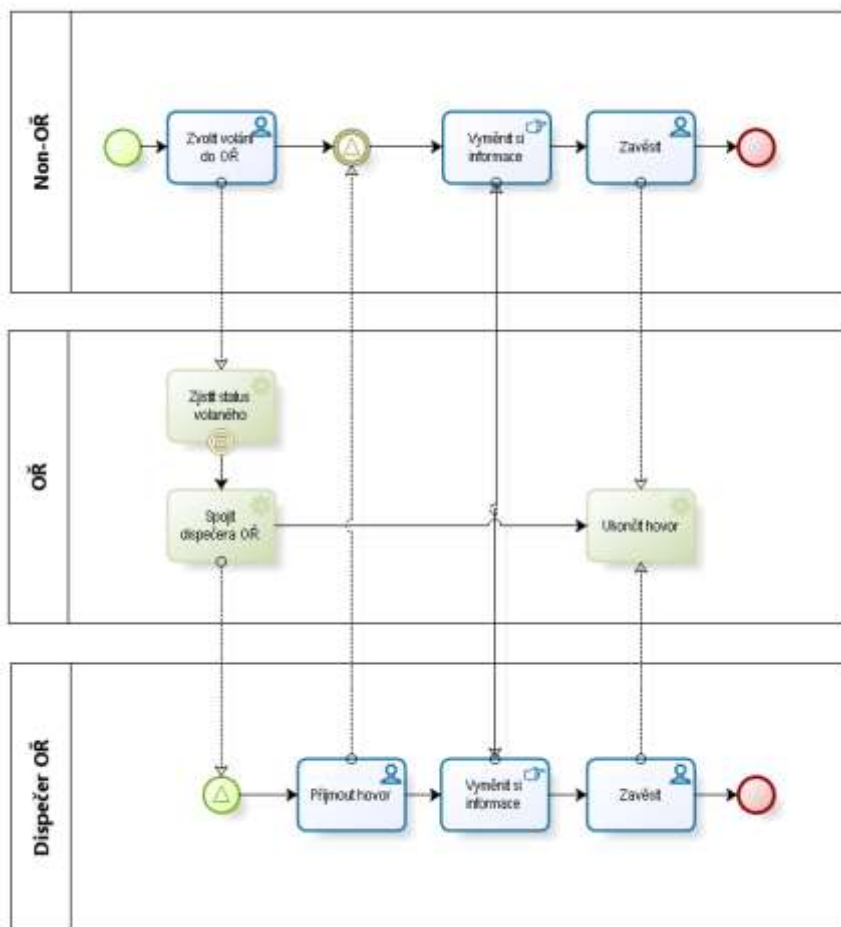 Non-OŘ
Zvolit volání
do OŘ
Vyměnit si
informace
Zavěsit
OŘ
Zjistit status
volaného
Spojit
dispečera OŘ
Ukončit hovor
Dispečer OŘ
Přijmout hovor
Vyměnit si
informace
Zavěsit